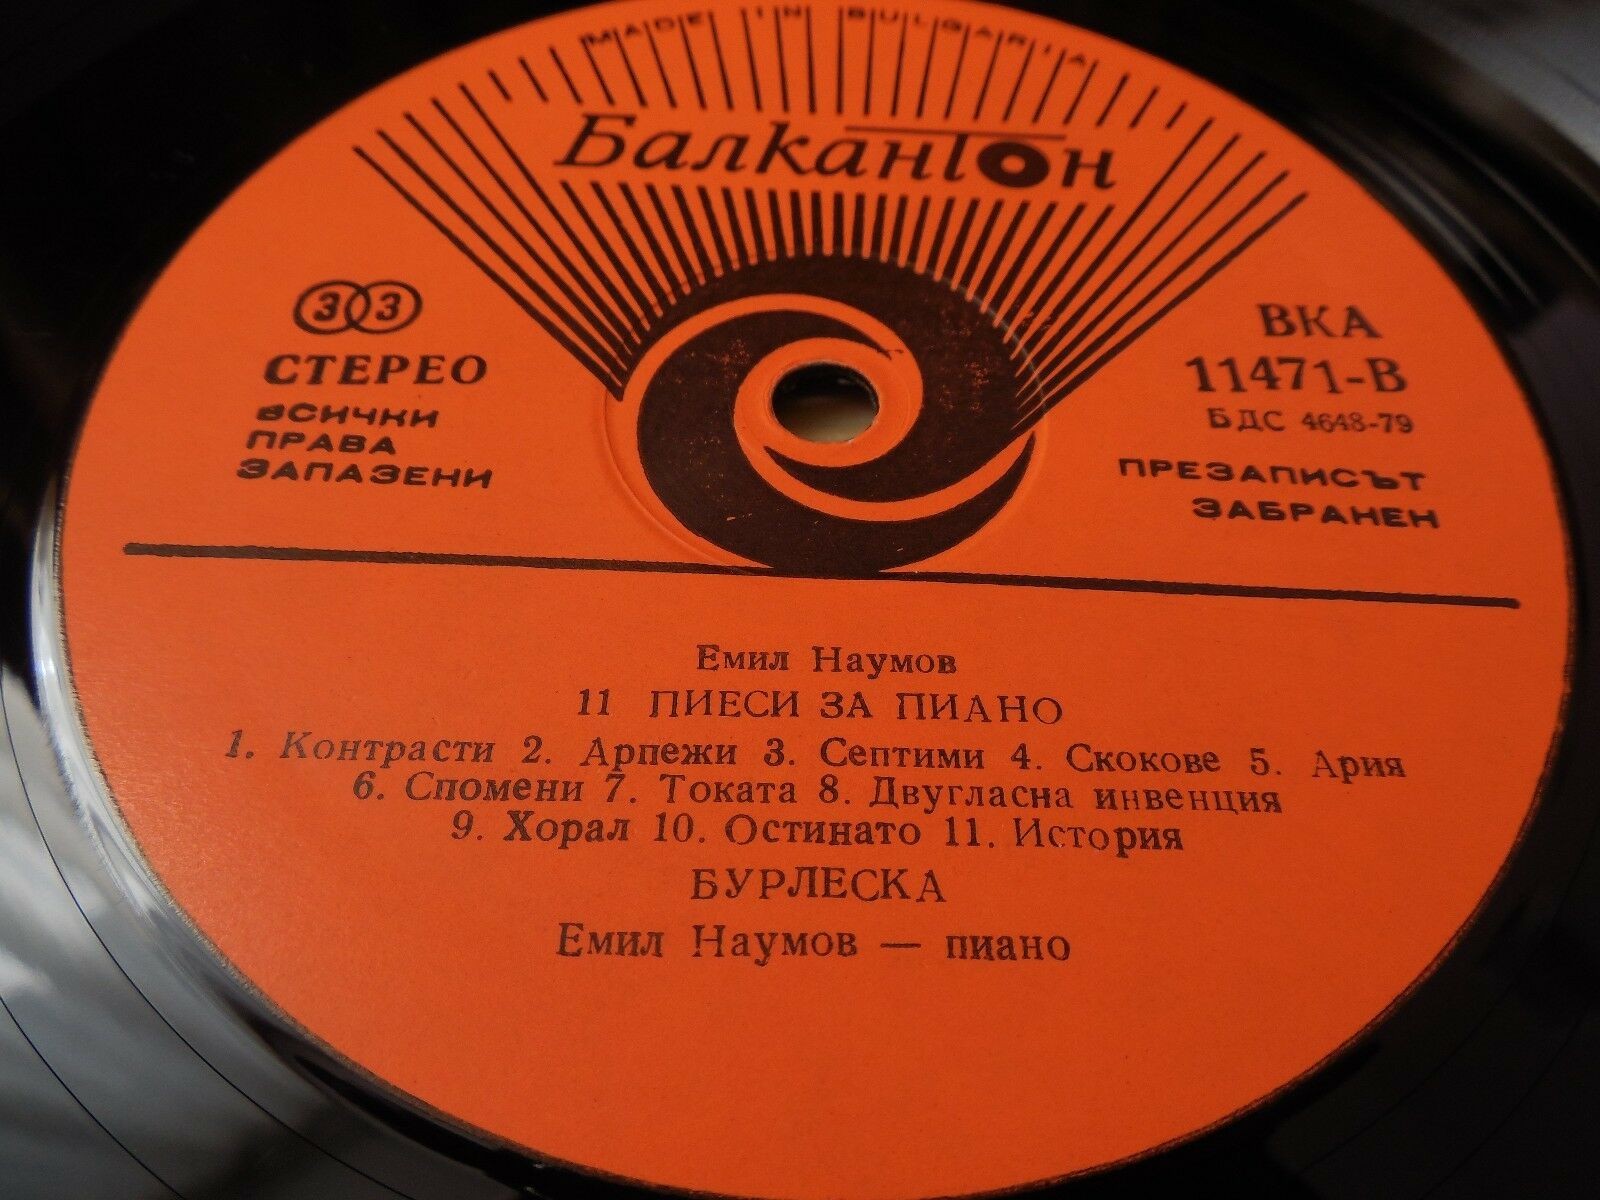 MADE IN BULGARIA
Балкантон
33
СТЕРЕО
ВСИЧКИ
ПРАВА
ЗАПАЗЕНИ
ВКА
11471-В
БДС 4648-79
ПРЕЗАПИСЪТ
ЗАБРАНЕН
Емил Наумов
11 ПИЕСИ ЗА ПИАНО
1. Контрасти 2. Арпежи 3. Септими 4. Скокове 5. Ария
6. Спомени 7. Токата 8. Двугласна инвенция
9. Хорал 10. Остинато 11. История
БУРЛЕСКА
Емил Наумов — пиано